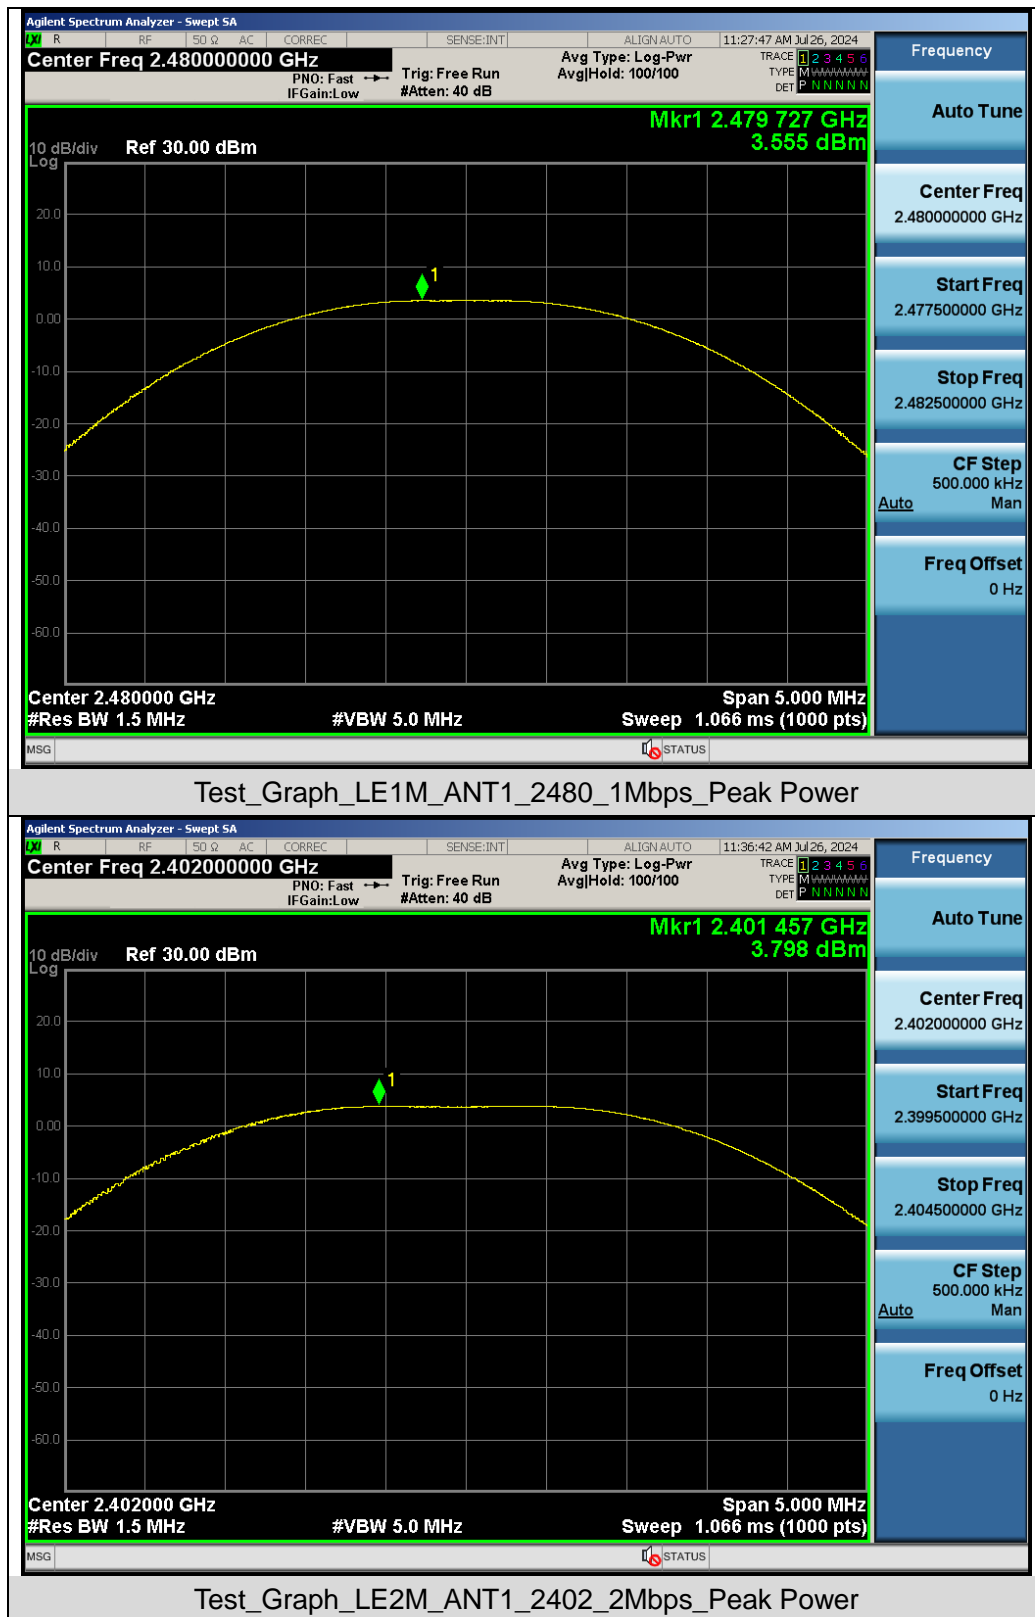 Agilent Spectrum Analyzer - Swept SA
LXI R RF 50 Ω AC CORREC SENSE:INT ALIGN AUTO 11:27:47 AM Jul 26, 2024
Center Freq 2.480000000 GHz
PNO: Fast
IFGain:Low
Trig: Free Run
#Atten: 40 dB
Avg Type: Log-Pwr
Avg|Hold: 100/100
TRACE 1 2 3 4 5 6
TYPE M WWWWW
DET P N N N N N
Mkr1 2.479 727 GHz
3.555 dBm
10 dB/div Ref 30.00 dBm
Log
20.0
10.0
1
0.00
-10.0
-20.0
-30.0
-40.0
-50.0
-60.0
Center 2.480000 GHz Span 5.000 MHz
#Res BW 1.5 MHz #VBW 5.0 MHz Sweep 1.066 ms (1000 pts)
MSG STATUS
Frequency
Auto Tune
Center Freq
2.480000000 GHz
Start Freq
2.477500000 GHz
Stop Freq
2.482500000 GHz
CF Step
500.000 kHz
Auto Man
Freq Offset
0 Hz
Test_Graph_LE1M_ANT1_2480_1Mbps_Peak Power
Agilent Spectrum Analyzer - Swept SA
LXI R RF 50 Ω AC CORREC SENSE:INT ALIGN AUTO 11:36:42 AM Jul 26, 2024
Center Freq 2.402000000 GHz
PNO: Fast
IFGain:Low
Trig: Free Run
#Atten: 40 dB
Avg Type: Log-Pwr
Avg|Hold: 100/100
TRACE 1 2 3 4 5 6
TYPE M WWWWW
DET P N N N N N
Mkr1 2.401 457 GHz
3.798 dBm
10 dB/div Ref 30.00 dBm
Log
20.0
10.0
1
0.00
-10.0
-20.0
-30.0
-40.0
-50.0
-60.0
Center 2.402000 GHz Span 5.000 MHz
#Res BW 1.5 MHz #VBW 5.0 MHz Sweep 1.066 ms (1000 pts)
MSG STATUS
Frequency
Auto Tune
Center Freq
2.402000000 GHz
Start Freq
2.399500000 GHz
Stop Freq
2.404500000 GHz
CF Step
500.000 kHz
Auto Man
Freq Offset
0 Hz
Test_Graph_LE2M_ANT1_2402_2Mbps_Peak Power